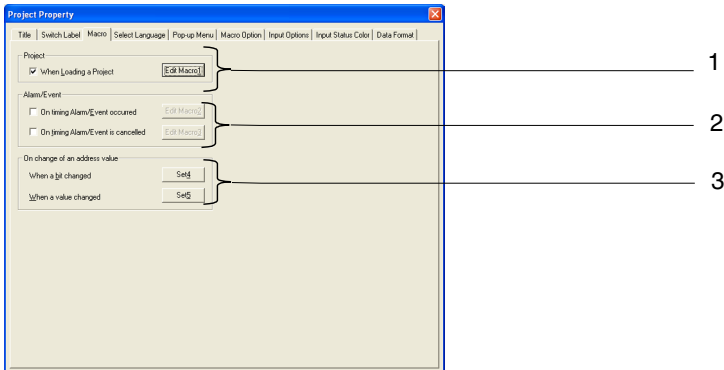 Project Property
Title Switch Label Macro Select Language Pop-up Menu Macro Option Input Options Input Status Color Data Format
Project
When Loading a Project Edit Macro1
1
Alarm/Event
On timing Alarm/Event occurred Edit Macro2
2
On timing Alarm/Event is cancelled Edit Macro3
On change of an address value
When a bit changed Set4
3
When a value changed Set5